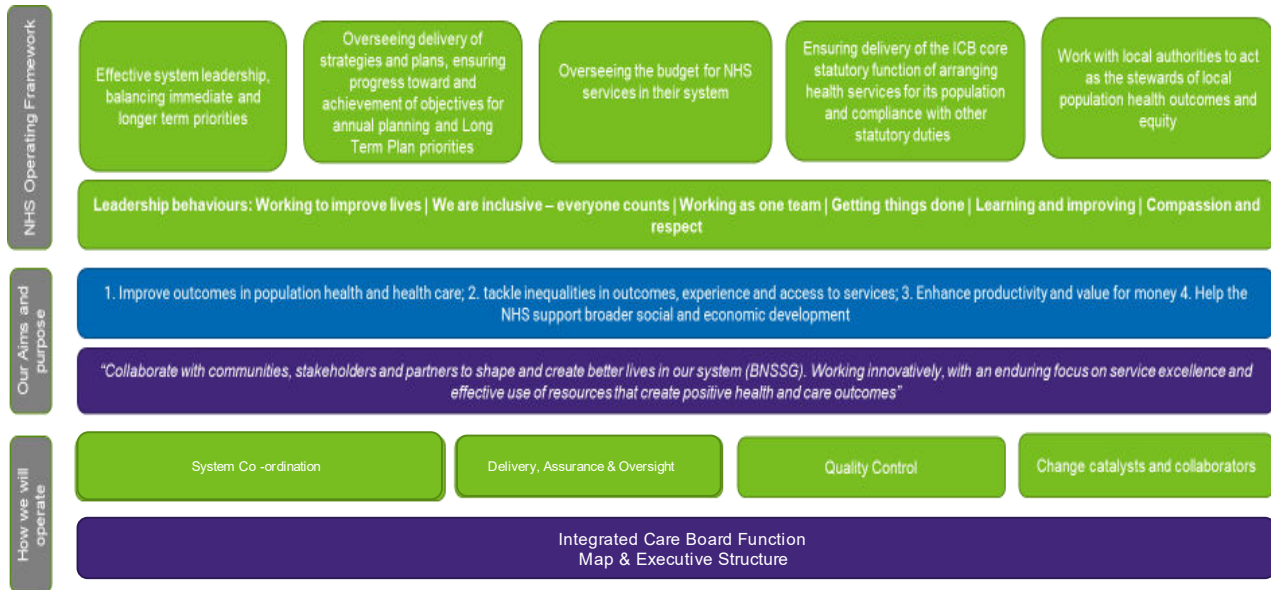 NHS Operating Framework
Effective system leadership,
balancing immediate and
longer term priorities
Overseeing delivery of
strategies and plans, ensuring
progress toward and
achievement of objectives for
annual planning and Long
Term Plan priorities
Overseeing the budget for NHS
services in their system
Ensuring delivery of the ICB core
statutory function of arranging
health services for its population
and compliance with other
statutory duties
Work with local authorities to act
as the stewards of local
population health outcomes and
equity
Leadership behaviours: Working to improve lives | We are inclusive – everyone counts | Working as one team | Getting things done | Learning and improving | Compassion and
respect
Our Aims and
purpose
1. Improve outcomes in population health and health care; 2. tackle inequalities in outcomes, experience and access to services; 3. Enhance productivity and value for money 4. Help the
NHS support broader social and economic development
“Collaborate with communities, stakeholders and partners to shape and create better lives in our system (BNSSG). Working innovatively, with an enduring focus on service excellence and
effective use of resources that create positive health and care outcomes”
How we will
operate
System Co -ordination
Delivery, Assurance & Oversight
Quality Control
Change catalysts and collaborators
Integrated Care Board Function
Map & Executive Structure